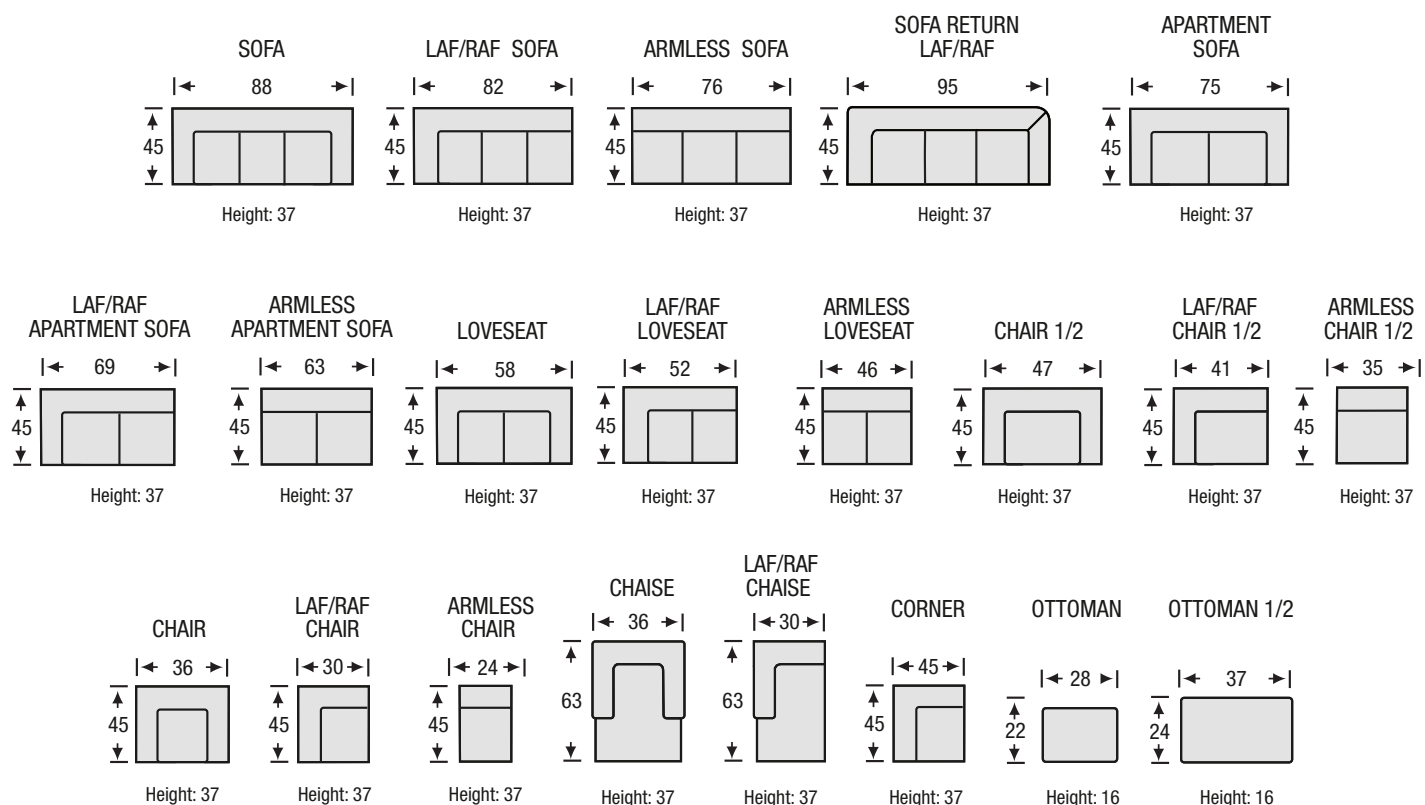 SOFA
88
45
Height: 37
LAF/RAF SOFA
82
45
Height: 37
ARMLESS SOFA
76
45
Height: 37
SOFA RETURN
LAF/RAF
95
45
Height: 37
APARTMENT
SOFA
75
45
Height: 37
LAF/RAF
APARTMENT SOFA
69
45
Height: 37
ARMLESS
APARTMENT SOFA
63
45
Height: 37
LOVESEAT
58
45
Height: 37
LAF/RAF
LOVESEAT
52
45
Height: 37
ARMLESS
LOVESEAT
46
45
Height: 37
CHAIR 1/2
47
45
Height: 37
LAF/RAF
CHAIR 1/2
41
45
Height: 37
ARMLESS
CHAIR 1/2
35
45
Height: 37
CHAIR
36
45
Height: 37
LAF/RAF
CHAIR
30
45
Height: 37
ARMLESS
CHAIR
24
45
Height: 37
CHAISE
36
63
Height: 37
LAF/RAF
CHAISE
30
63
Height: 37
CORNER
45
45
Height: 37
OTTOMAN
28
22
Height: 16
OTTOMAN 1/2
37
24
Height: 16